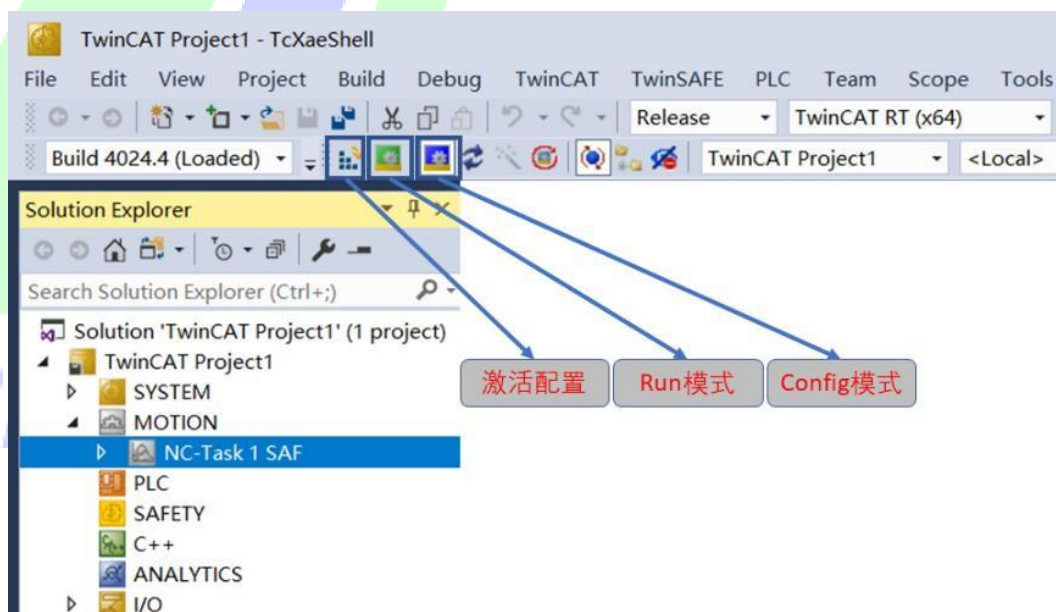 TwinCAT Project1 - TcXaeShell
File Edit View Project Build Debug TwinCAT TwinSAFE PLC Team Scope Tools
Release TwinCAT RT (x64)
Build 4024.4 (Loaded) TwinCAT Project1 <Local>
Solution Explorer
Search Solution Explorer (Ctrl+;)
Solution 'TwinCAT Project1' (1 project)
TwinCAT Project1
SYSTEM
激活配置 Run模式 Config模式
MOTION
NC-Task 1 SAF
PLC
SAFETY
C++
ANALYTICS
I/O